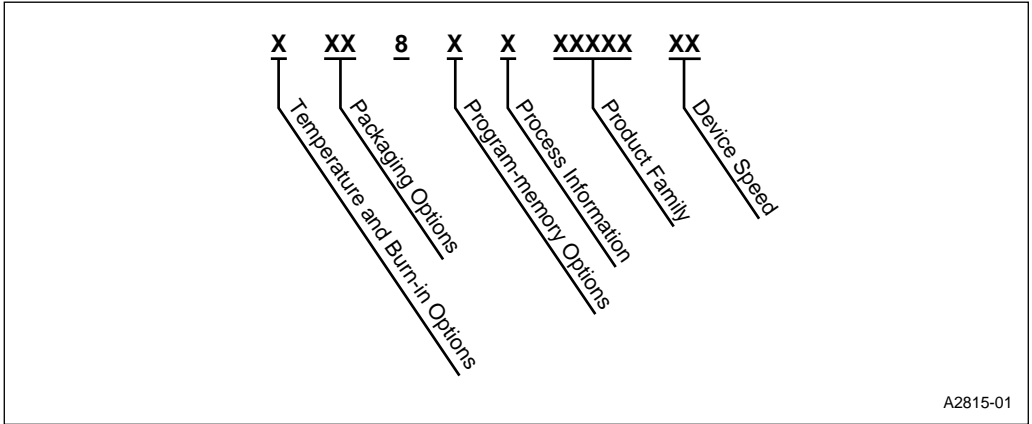 X XX 8 X X XXXXX XX
Temperature and Burn-in Options
Packaging Options
Program-memory Options
Process Information
Product Family
Device Speed
A2815-01